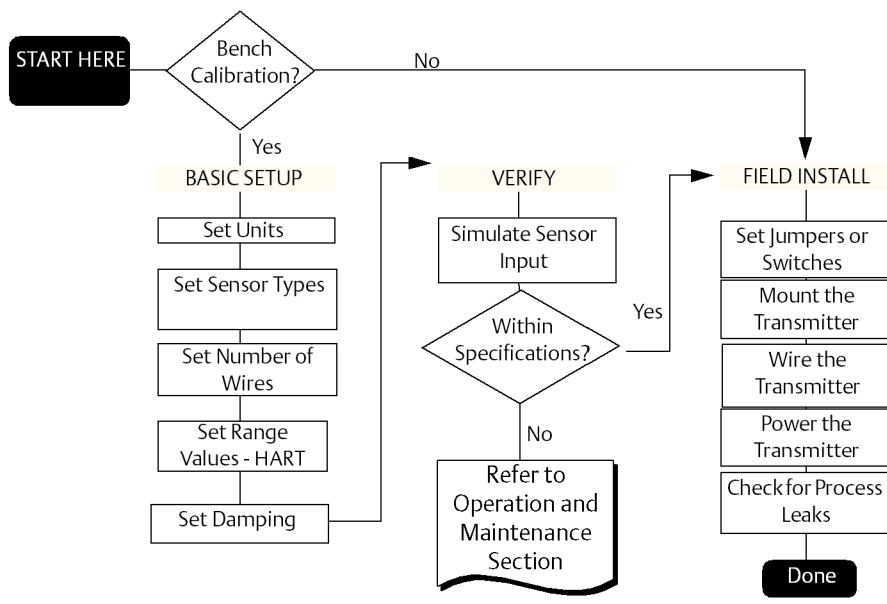 START HERE
Bench
Calibration?
No
Yes
BASIC SETUP
Set Units
Set Sensor Types
Set Number of
Wires
Set Range
Values - HART
Set Damping
VERIFY
Simulate Sensor
Input
Within
Specifications?
Yes
No
Refer to
Operation and
Maintenance
Section
FIELD INSTALL
Set Jumpers or
Switches
Mount the
Transmitter
Wire the
Transmitter
Power the
Transmitter
Check for Process
Leaks
Done